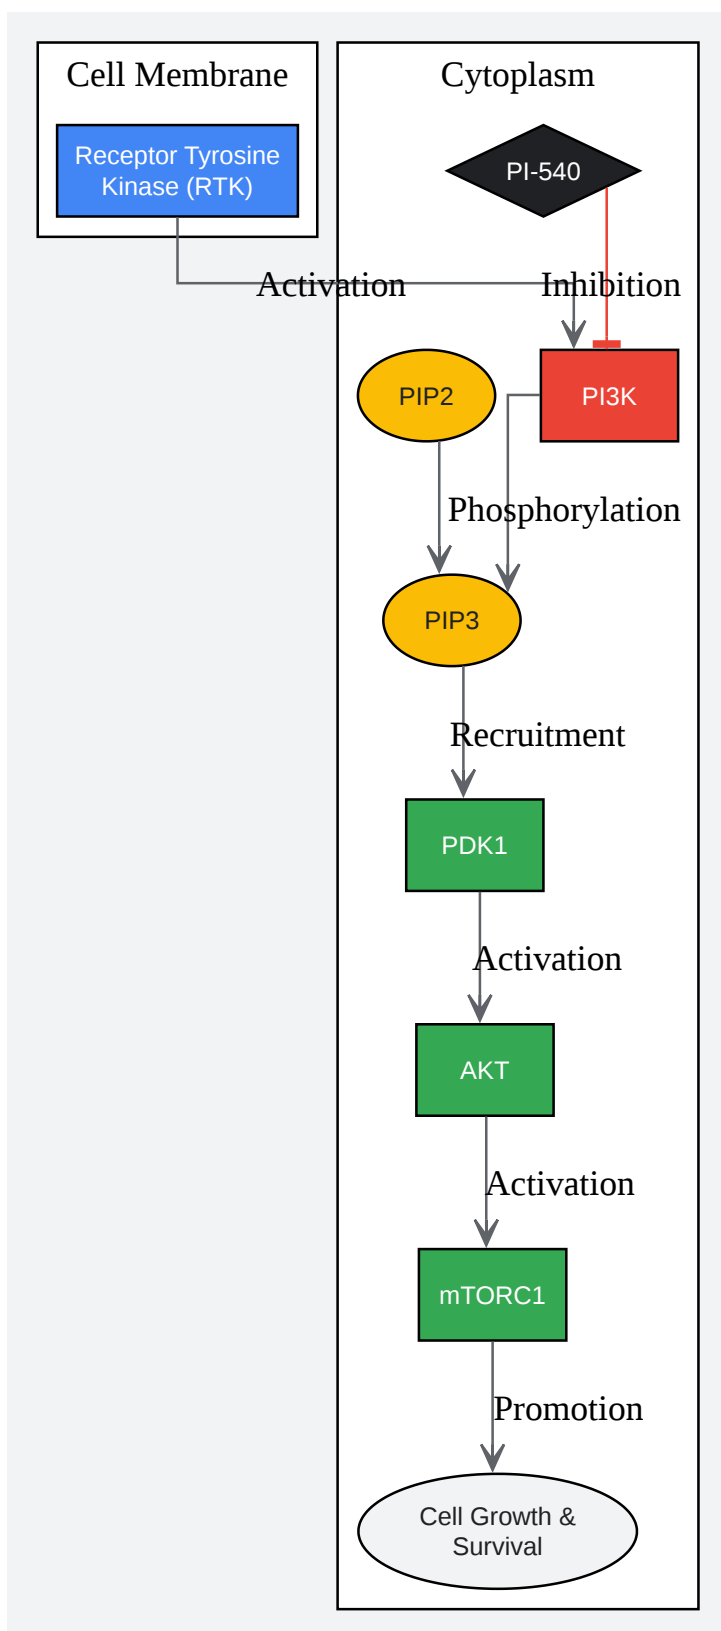 Cell Membrane
Cytoplasm
Receptor Tyrosine
Kinase (RTK)
PI-540
Activation
Inhibition
PIP2
PI3K
Phosphorylation
PIP3
Recruitment
PDK1
Activation
AKT
Activation
mTORC1
Promotion
Cell Growth &
Survival